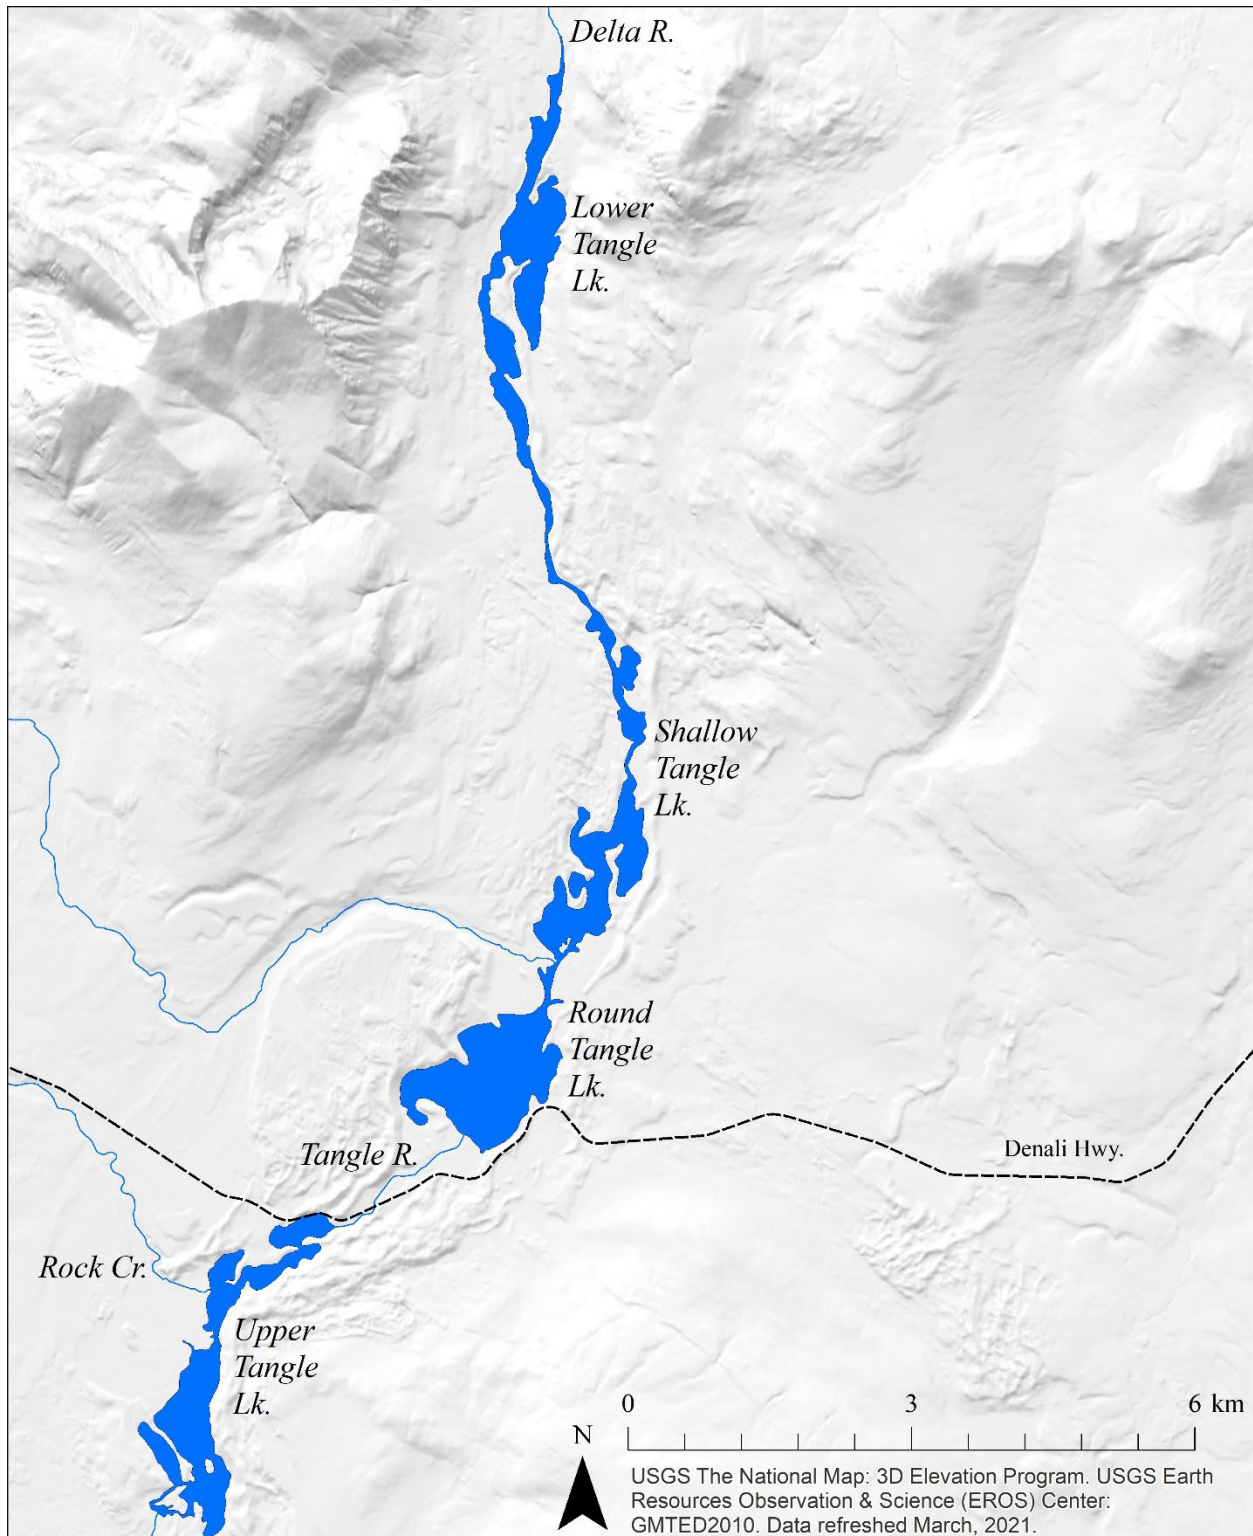 Delta R.
Lower
Tangle
Lk.
Shallow
Tangle
Lk.
Round
Tangle
Lk.
Tangle R.
Denali Hwy.
Rock Cr.
Upper
Tangle
Lk.
0 3 6 km
N
USGS The National Map: 3D Elevation Program. USGS Earth
Resources Observation & Science (EROS) Center:
GMTED2010. Data refreshed March, 2021.